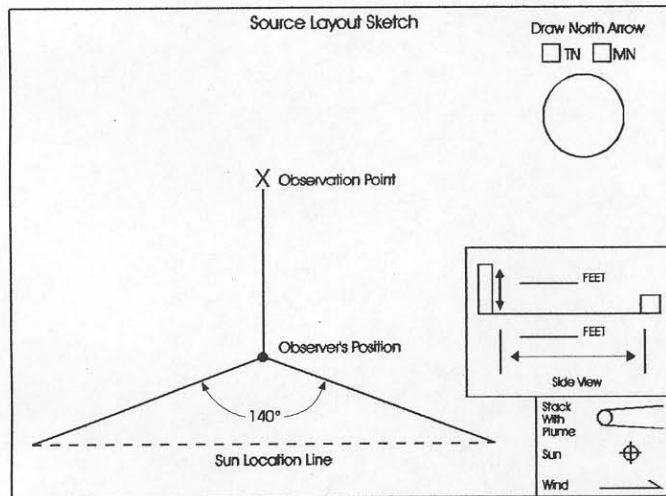 Source Layout Sketch
Draw North Arrow
TN MN
X Observation Point
FEET
Observer's Position
FEET
Side View
140°
Sun Location Line
Stack
With
Plume
Sun
Wind